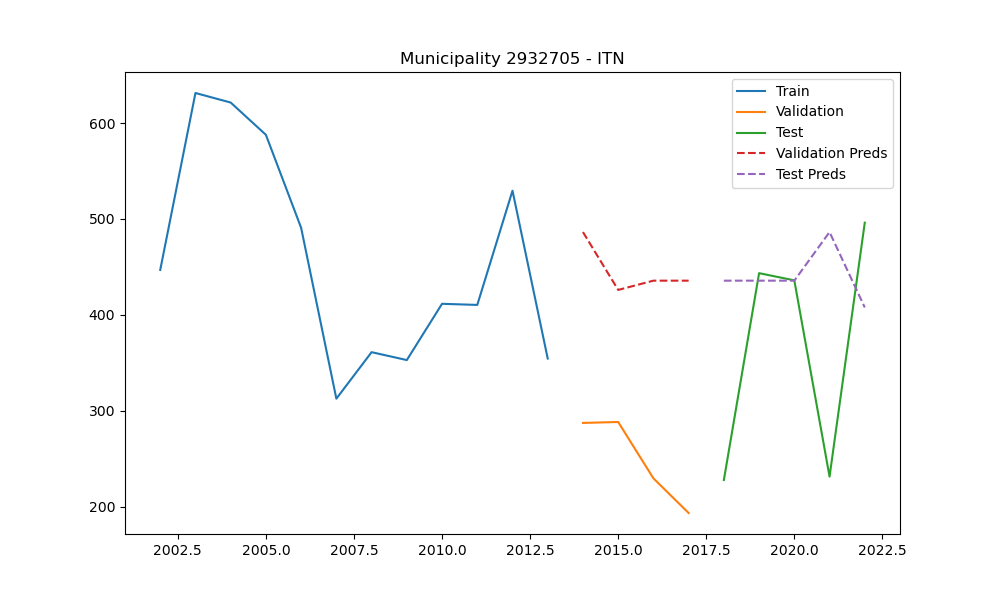 Municipality 2932705 - ITN
Train
Validation
Test
Validation Preds
Test Preds
600
500
400
300
200
2002.5 2005.0 2007.5 2010.0 2012.5 2015.0 2017.5 2020.0 2022.5